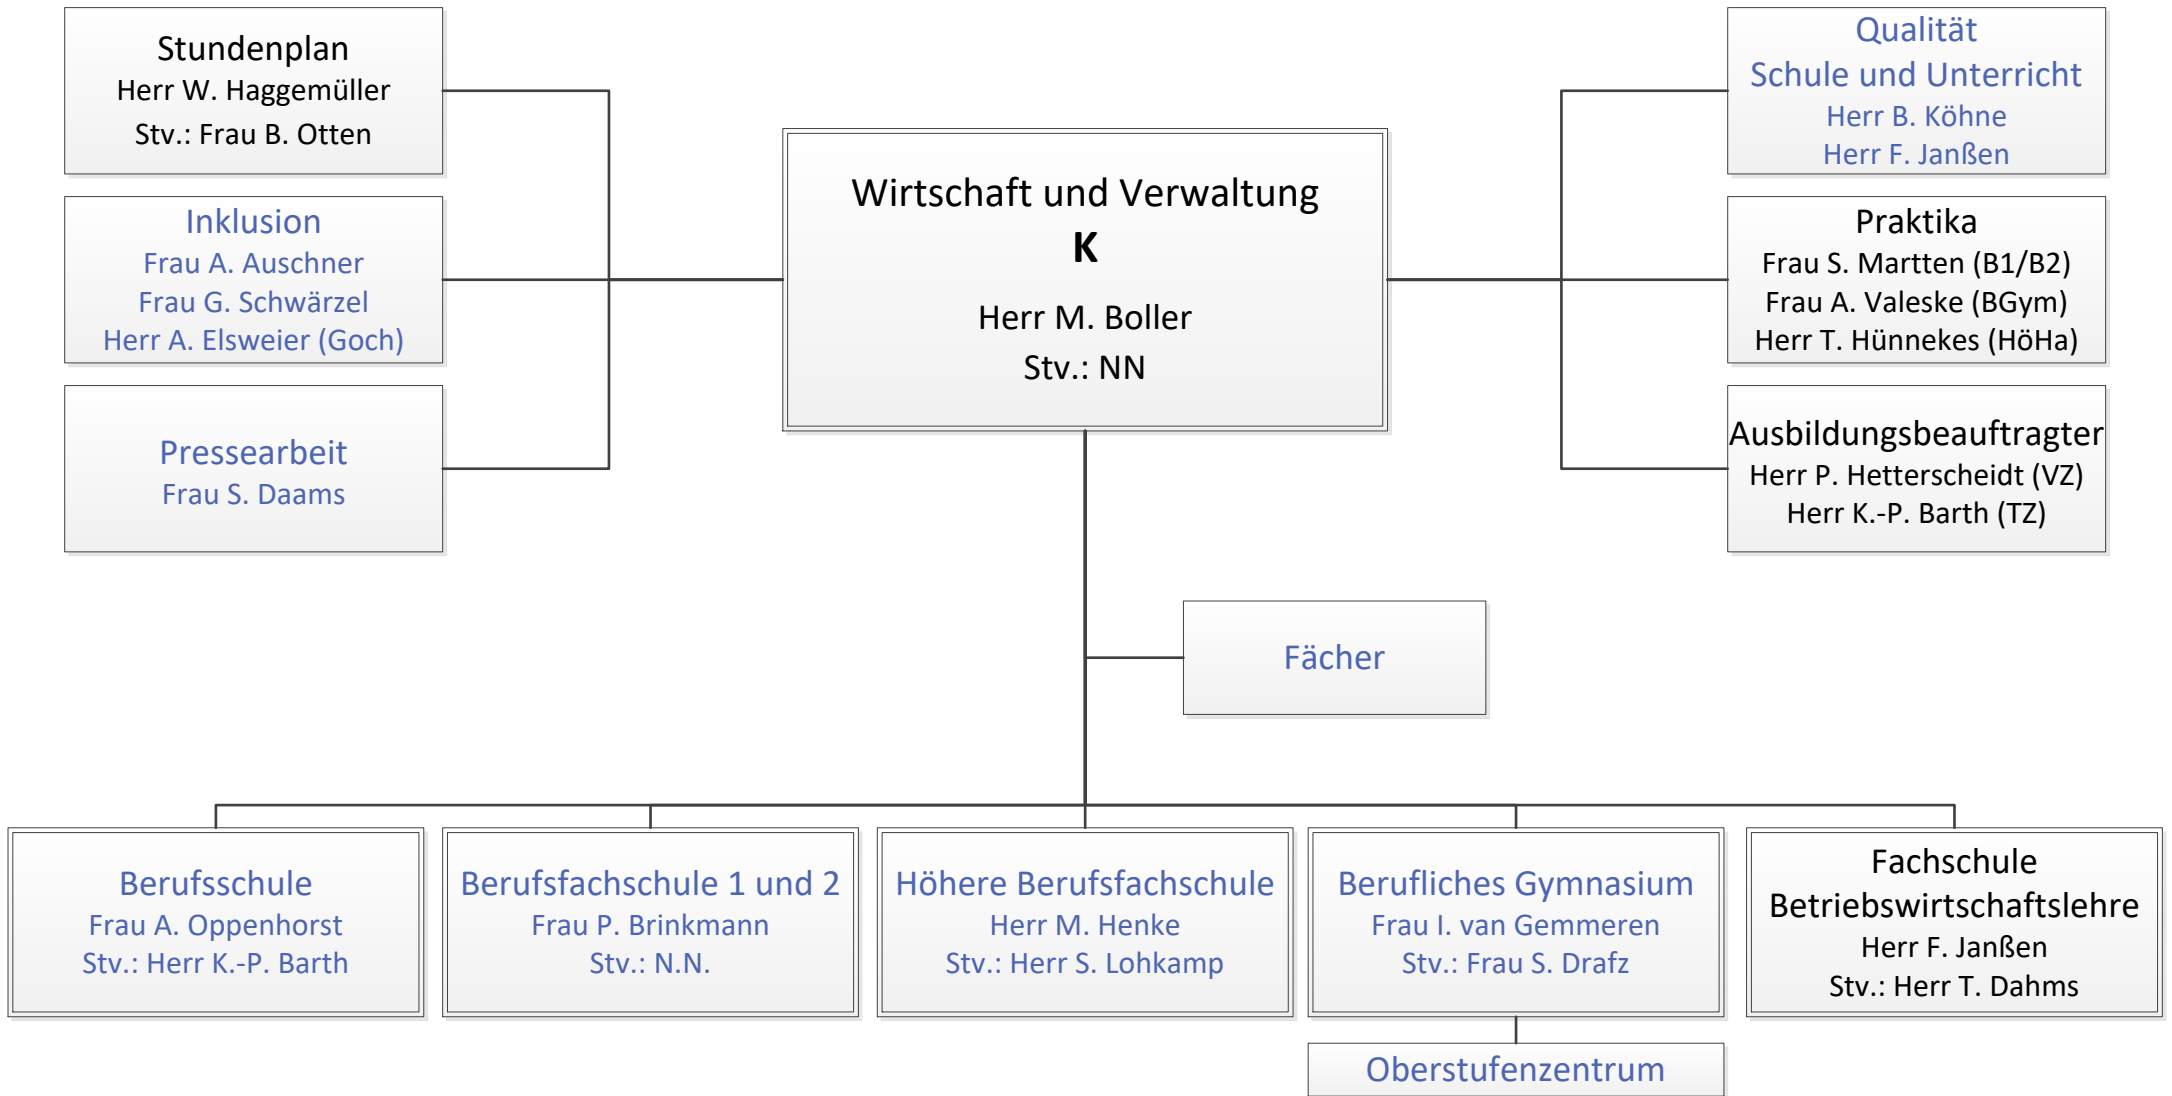 Stundenplan
Herr W. Haggemüller
Stv.: Frau B. Otten
Inklusion
Frau A. Auschner
Frau G. Schwärzel
Herr A. Elsweier (Goch)
Pressearbeit
Frau S. Daams
Wirtschaft und Verwaltung
K
Herr M. Boller
Stv.: NN
Qualität
Schule und Unterricht
Herr B. Köhne
Herr F. Janßen
Praktika
Frau S. Martten (B1/B2)
Frau A. Valeske (BGym)
Herr T. Hünnekes (HöHa)
Ausbildungsbeauftragter
Herr P. Hetterscheidt (VZ)
Herr K.-P. Barth (TZ)
Fächer
Berufsschule
Frau A. Oppenhorst
Stv.: Herr K.-P. Barth
Berufsfachschule 1 und 2
Frau P. Brinkmann
Stv.: N.N.
Höhere Berufsfachschule
Herr M. Henke
Stv.: Herr S. Lohkamp
Berufliches Gymnasium
Frau I. van Gemmeren
Stv.: Frau S. Drafz
Fachschule
Betriebswirtschaftslehre
Herr F. Janßen
Stv.: Herr T. Dahms
Oberstufenzentrum